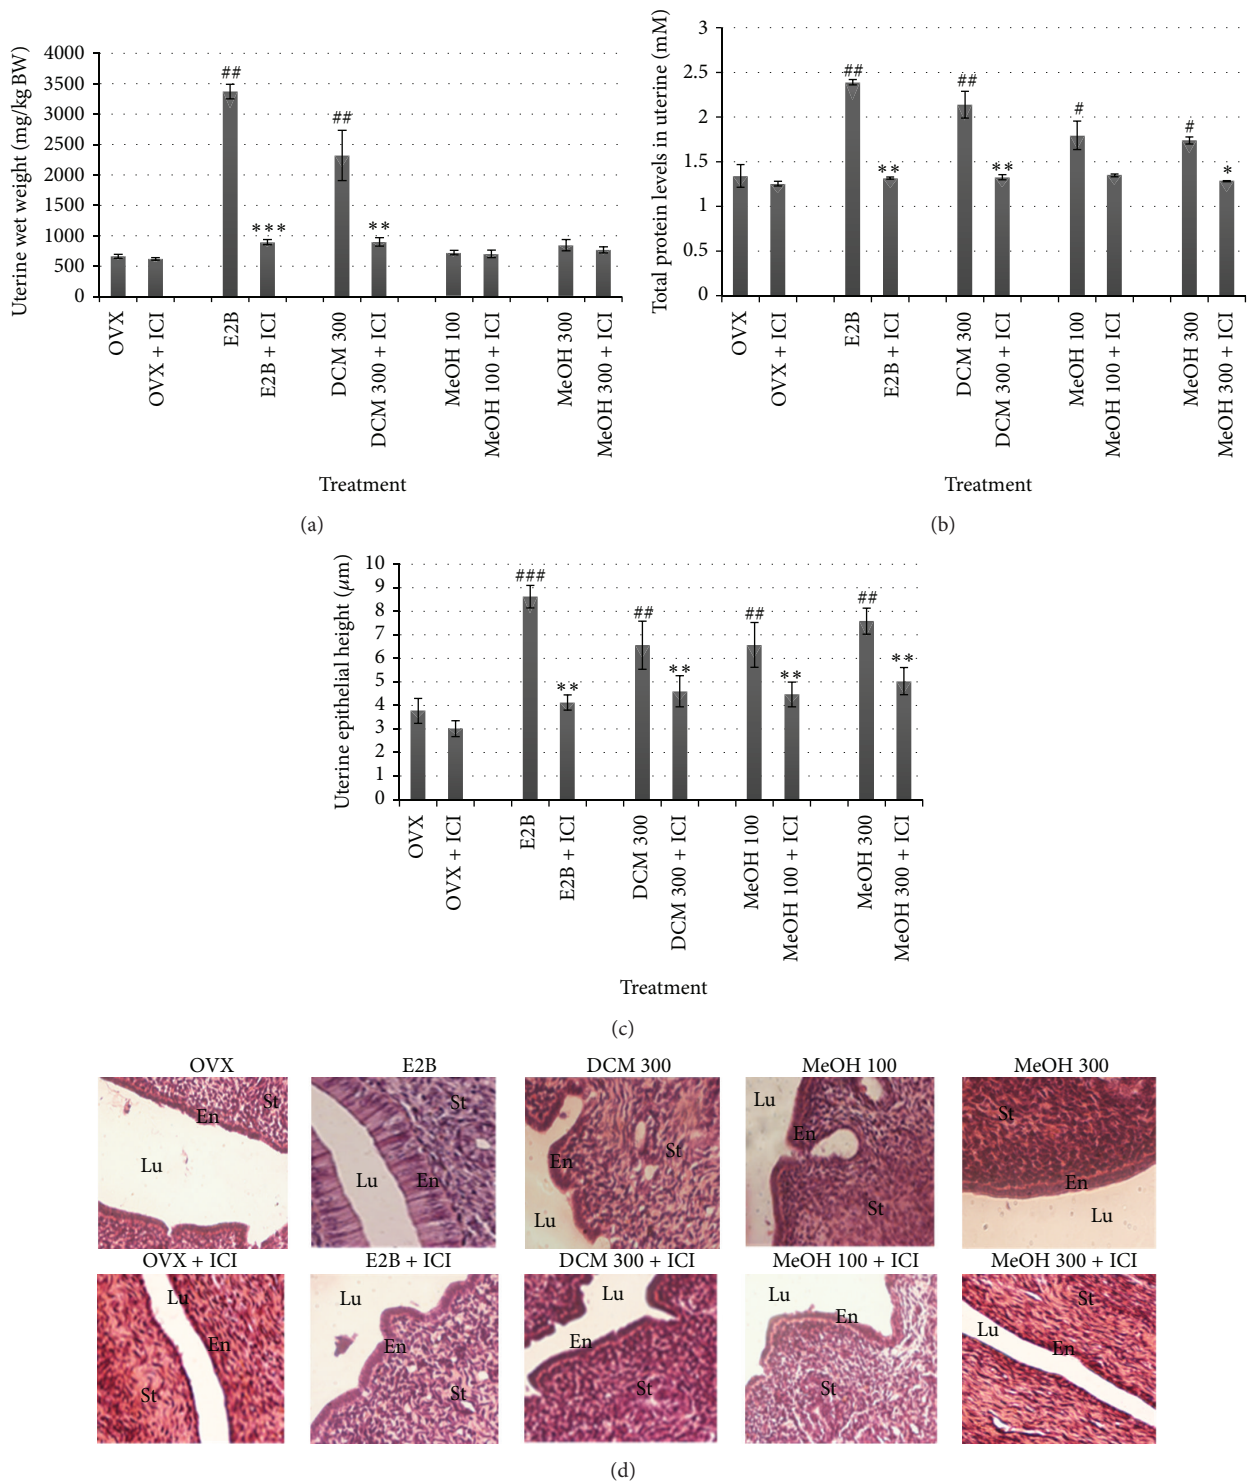 Uterine wet weight (mg/kg BW)
4000
3500
3000
2500
2000
1500
1000
500
0
##
***
##
**
OVX
OVX + ICI
E2B
E2B + ICI
DCM 300
DCM 300 + ICI
MeOH 100
MeOH 100 + ICI
MeOH 300
MeOH 300 + ICI
Treatment
(a)
Total protein levels in uterine (mM)
3
2.5
2
1.5
1
0.5
0
##
**
##
**
#
#
*
OVX
OVX + ICI
E2B
E2B + ICI
DCM 300
DCM 300 + ICI
MeOH 100
MeOH 100 + ICI
MeOH 300
MeOH 300 + ICI
Treatment
(b)
Uterine epithelial height (μm)
10
9
8
7
6
5
4
3
2
1
0
###
**
##
**
##
**
##
**
OVX
OVX + ICI
E2B
E2B + ICI
DCM 300
DCM 300 + ICI
MeOH 100
MeOH 100 + ICI
MeOH 300
MeOH 300 + ICI
Treatment
(c)
OVX
St
En
Lu
E2B
St
Lu
En
DCM 300
En
St
Lu
MeOH 100
Lu
En
St
MeOH 300
St
En
Lu
OVX + ICI
Lu
En
St
E2B + ICI
Lu
En
St
DCM 300 + ICI
Lu
En
St
MeOH 100 + ICI
Lu
En
St
MeOH 300 + ICI
St
Lu
En
(d)